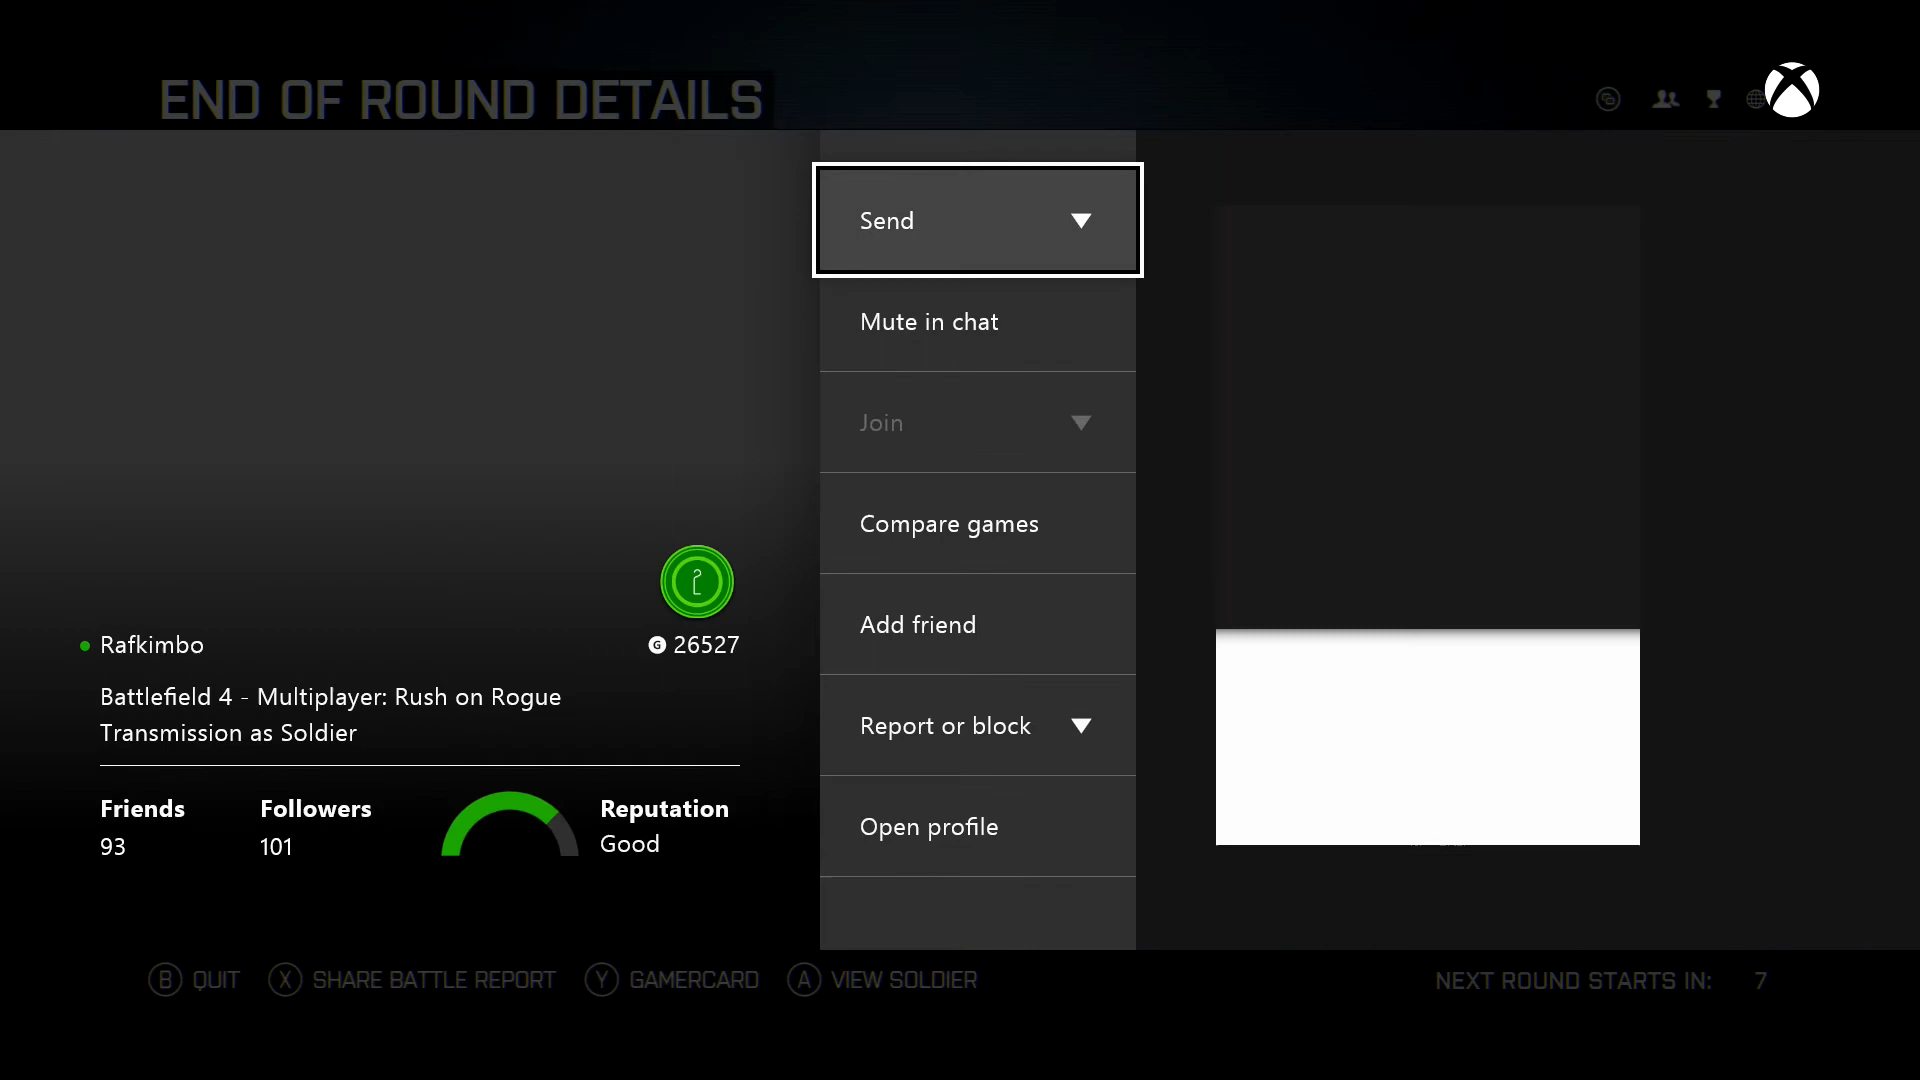 END OF ROUND DETAILS
Send
Mute in chat
Join
Compare games
Add friend
Report or block
Open profile
Rafkimbo
G 26527
Battlefield 4 - Multiplayer: Rush on Rogue
Transmission as Soldier
Friends
93
Followers
101
Reputation
Good
B QUIT X SHARE BATTLE REPORT Y GAMERCARD A VIEW SOLDIER
NEXT ROUND STARTS IN: 7